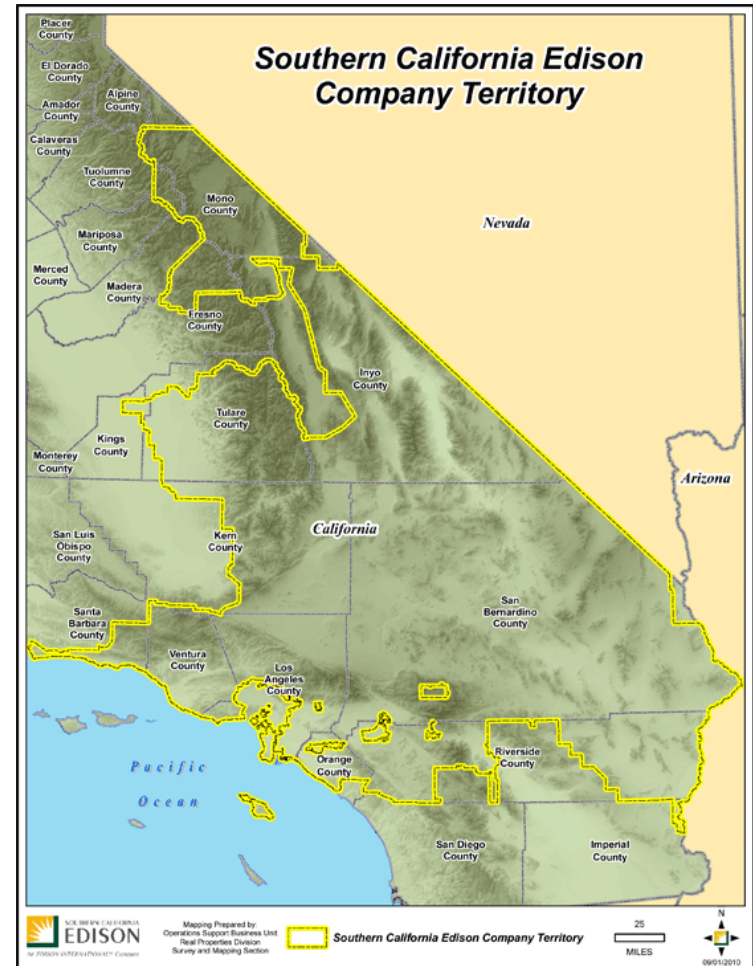 Southern California Edison
Company Territory
Placer
County
El Dorado
County
Alpine
County
Amador
County
Calaveras
County
Tuolumne
County
Mono
County
Nevada
Mariposa
County
Merced
County
Madera
County
Fresno
County
Inyo
County
Tulare
County
Kings
County
Monterey
County
Arizona
San Luis
Obispo
County
Kern
County
California
Santa
Barbara
County
San
Bernardino
County
Ventura
County
Los
Angeles
County
Orange
County
Riverside
County
Pacific
Ocean
San Diego
County
Imperial
County
SOUTHERN CALIFORNIA
EDISON
An EDISON INTERNATIONAL℠ Company
Mapping Prepared by:
Operations Support Business Unit
Real Properties Division
Survey and Mapping Section
Southern California Edison Company Territory
25
MILES
N
09/01/2010